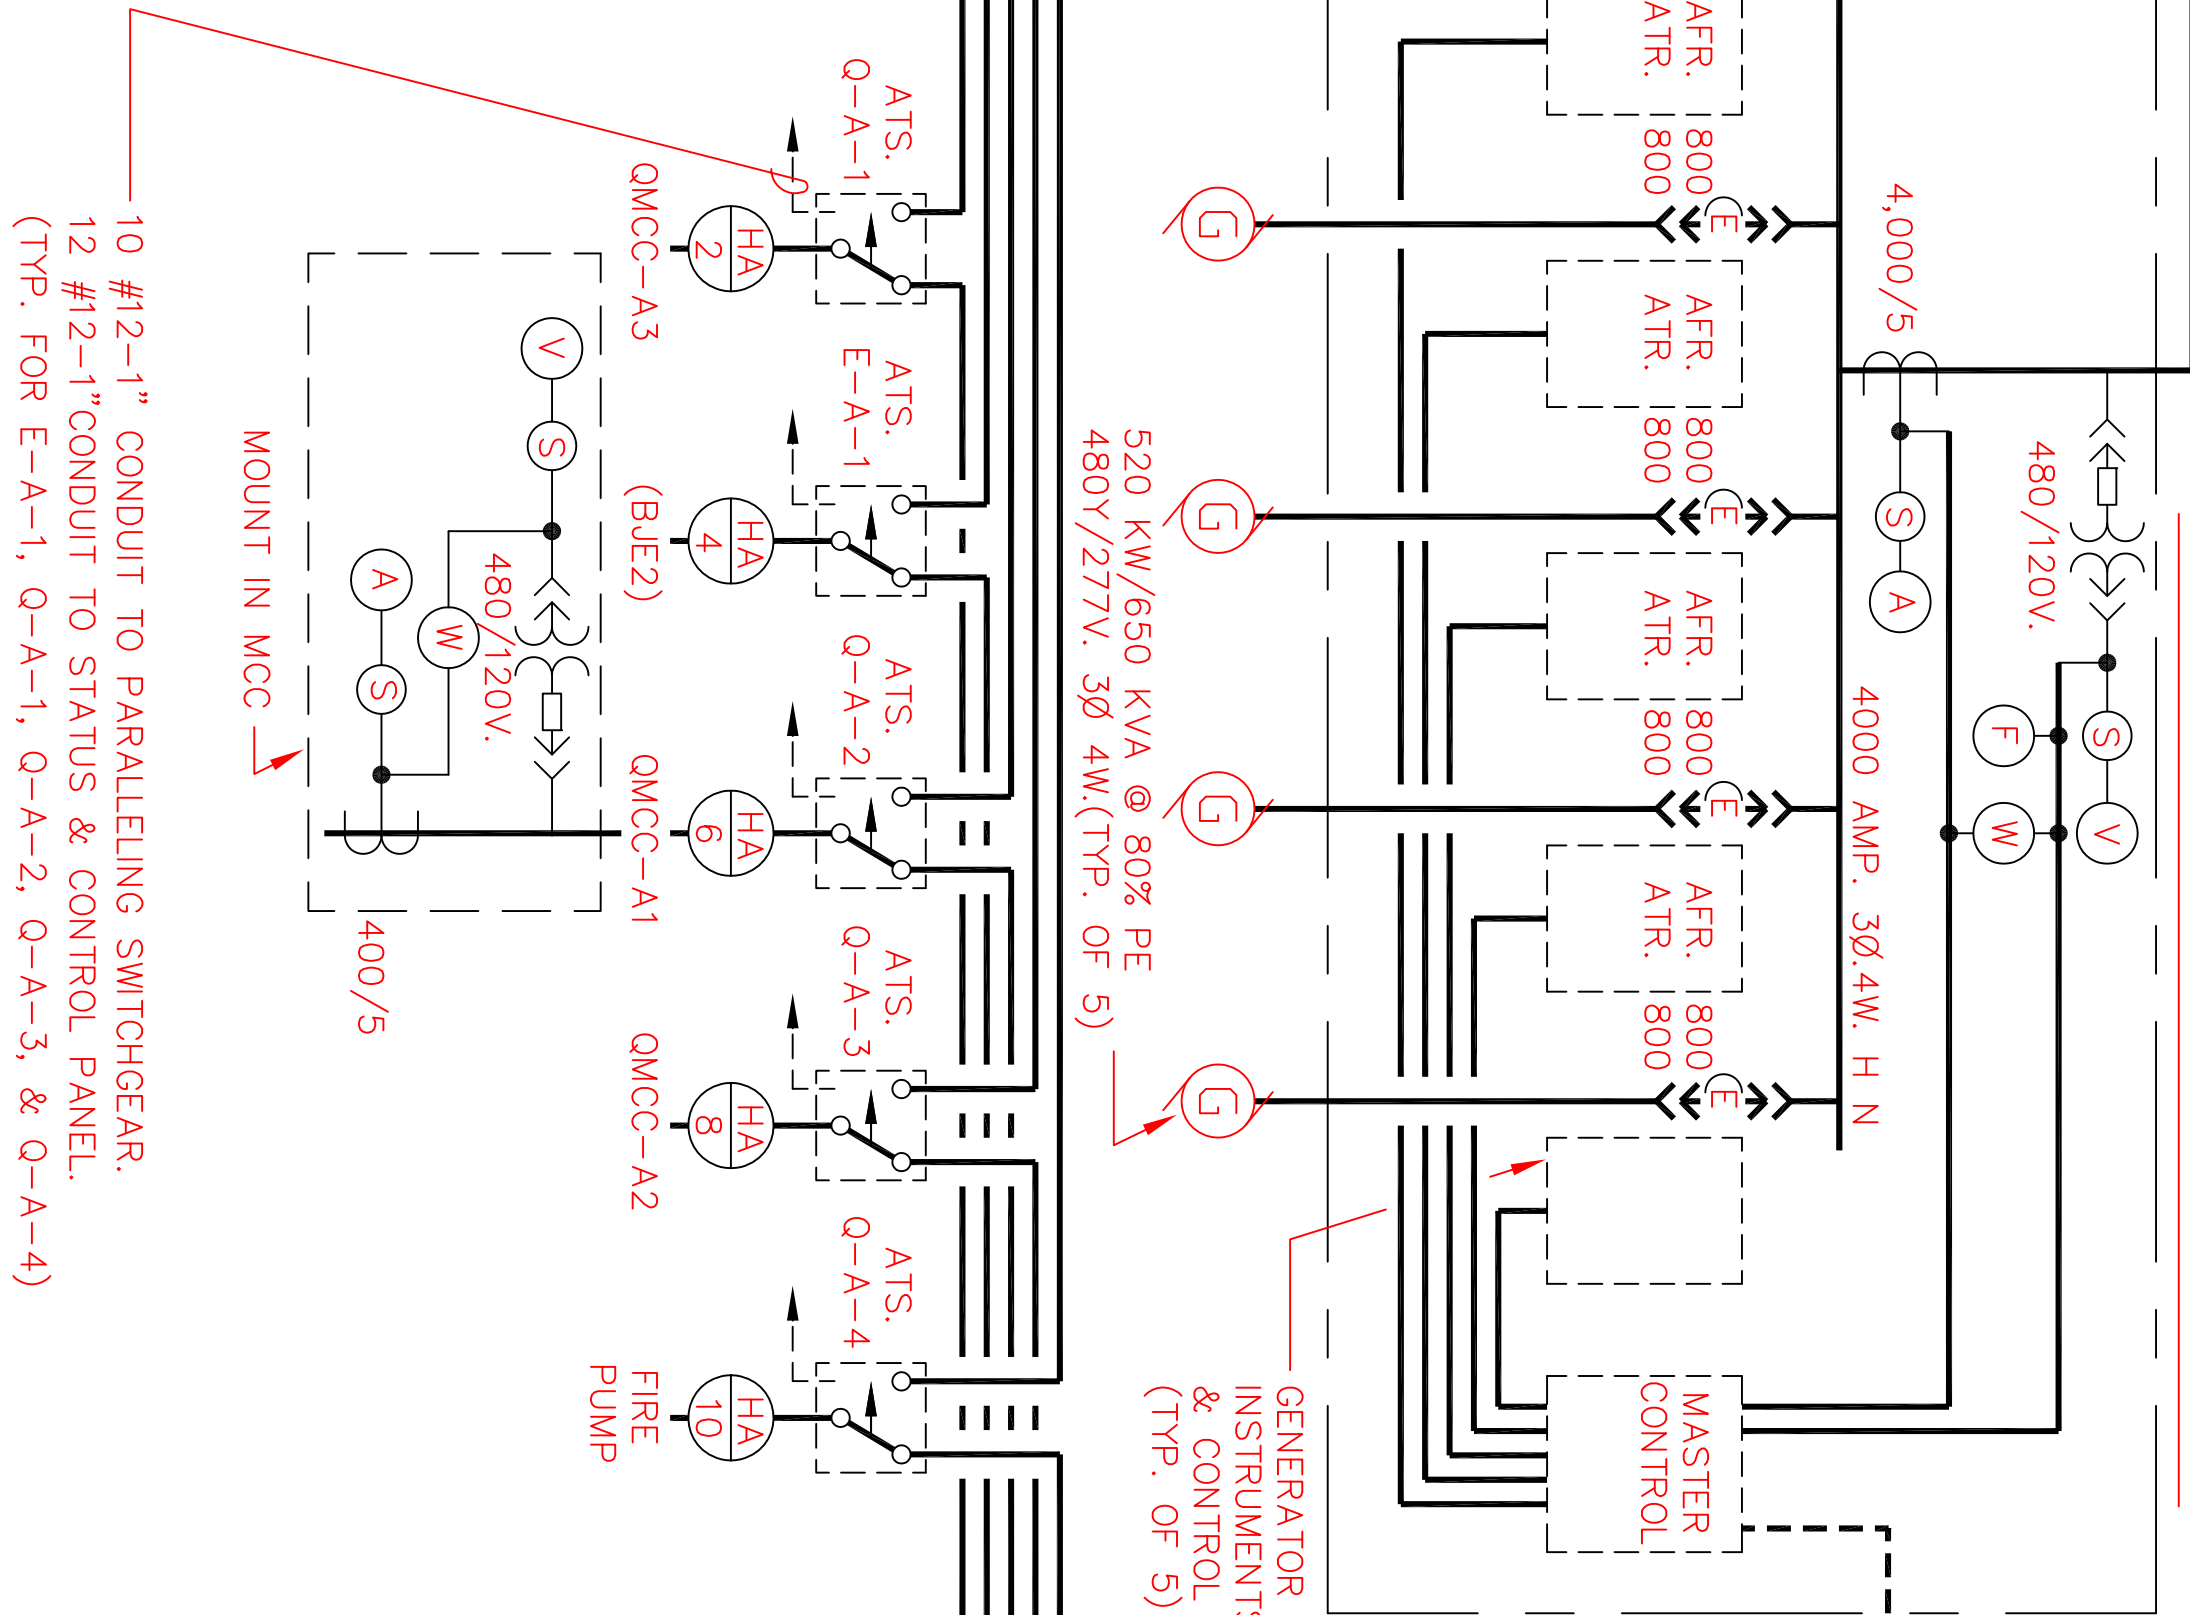 4,000/5
480/120V.
S
A
F
S
W
V
4000 AMP. 3Ø.4W. H N
AFR.
ATR.
800
800
E
AFR.
ATR.
800
800
E
AFR.
ATR.
800
800
E
AFR.
ATR.
800
800
E
MASTER
CONTROL
G
G
G
G
520 KW/650 KVA @ 80% PE
480Y/277V. 3Ø 4W.(TYP. OF 5)
GENERATOR
INSTRUMENTS
& CONTROL
(TYP. OF 5)
ATS.
Q-A-1
ATS.
E-A-1
ATS.
Q-A-2
ATS.
Q-A-3
ATS.
Q-A-4
HA
2
HA
4
HA
6
HA
8
HA
10
QMCC-A3
(BJE2)
QMCC-A1
QMCC-A2
FIRE
PUMP
V
S
480/120V.
W
A
S
400/5
MOUNT IN MCC
10 #12-1" CONDUIT TO PARALLELING SWITCHGEAR.
12 #12-1"CONDUIT TO STATUS & CONTROL PANEL.
(TYP. FOR E-A-1, Q-A-1, Q-A-2, Q-A-3, & Q-A-4)